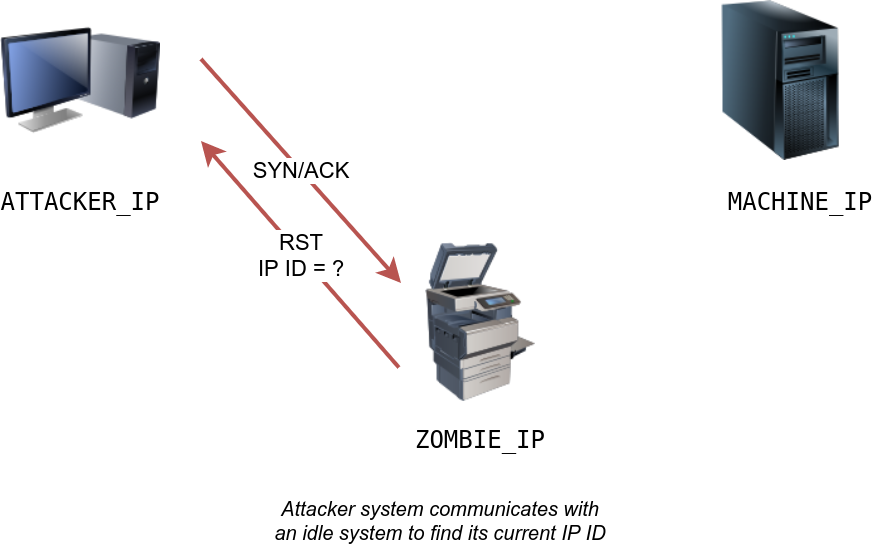 SYN/ACK
ATTACKER_IP
MACHINE_IP
RST
IP ID = ?
ZOMBIE_IP
Attacker system communicates with
an idle system to find its current IP ID